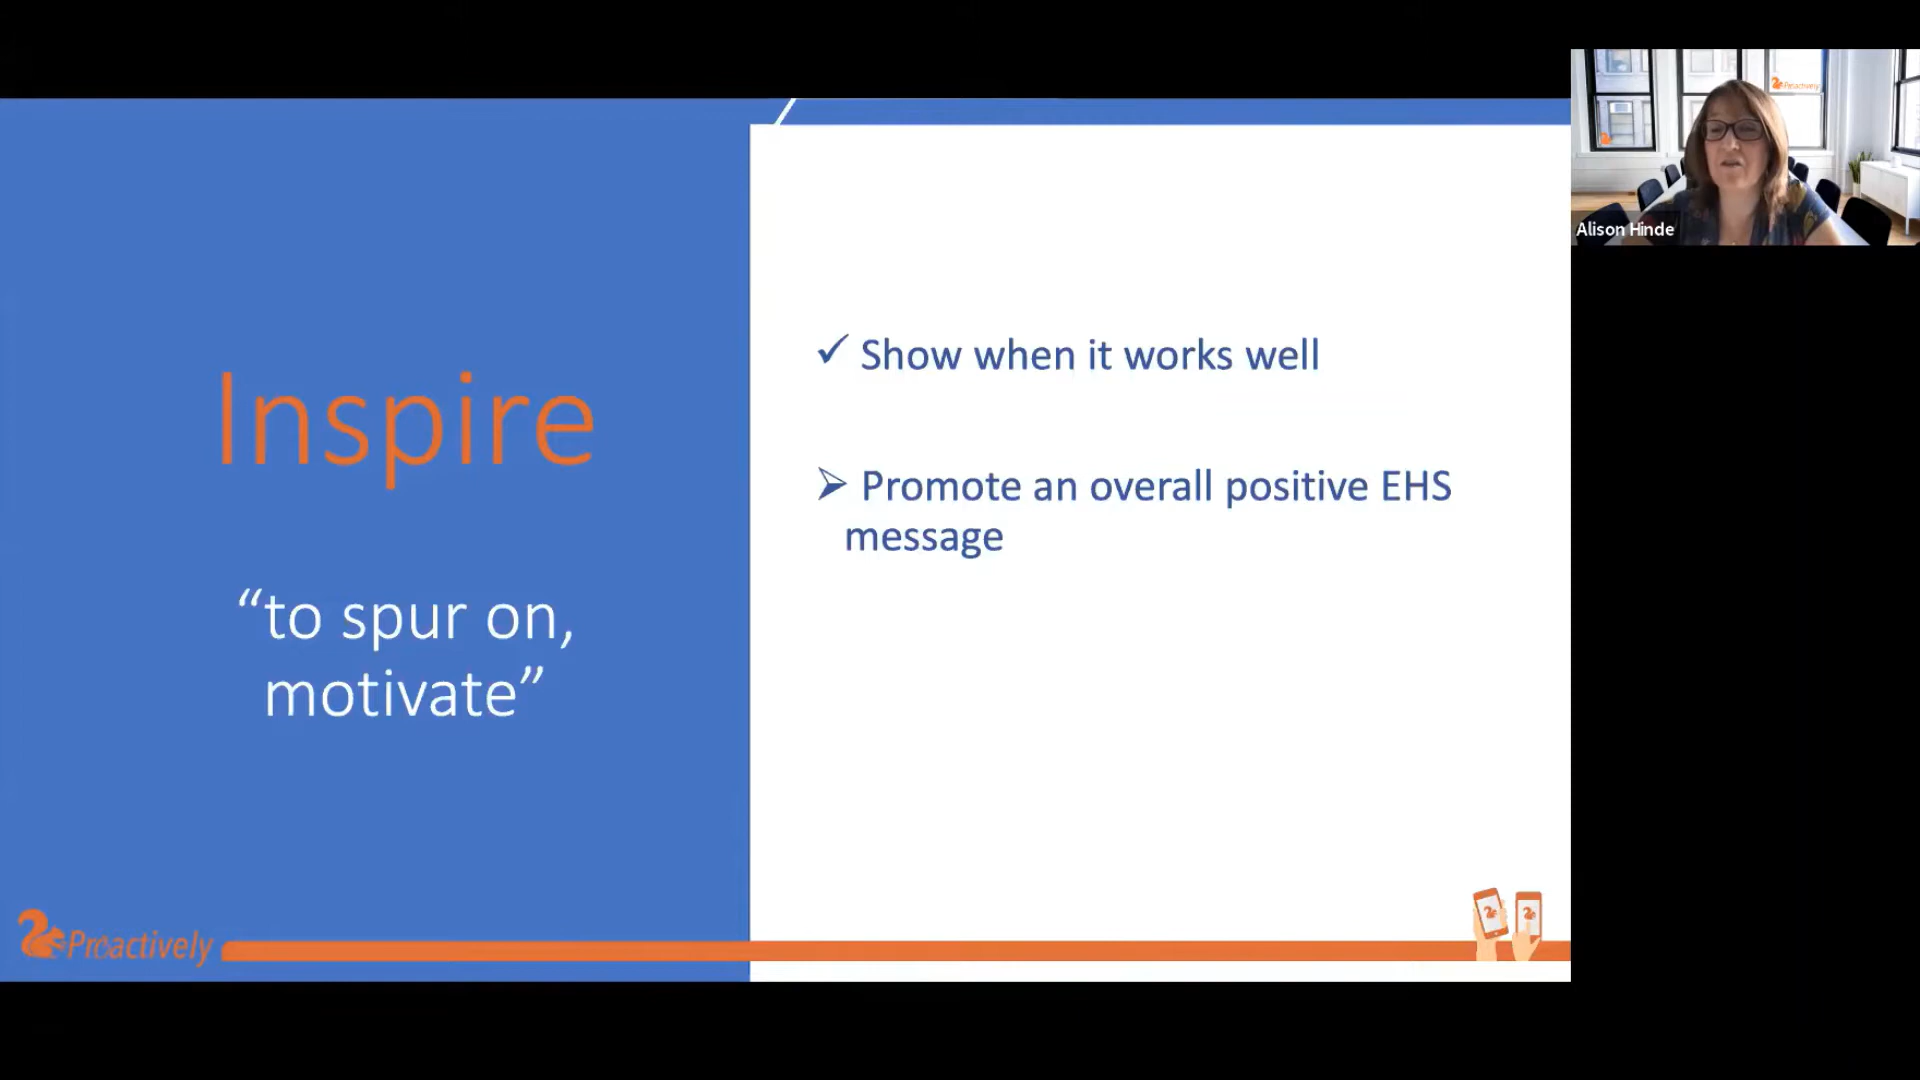 Inspire
“to spur on,
motivate”
Show when it works well
Promote an overall positive EHS
message
Proactively
Proactively
Alison Hinde